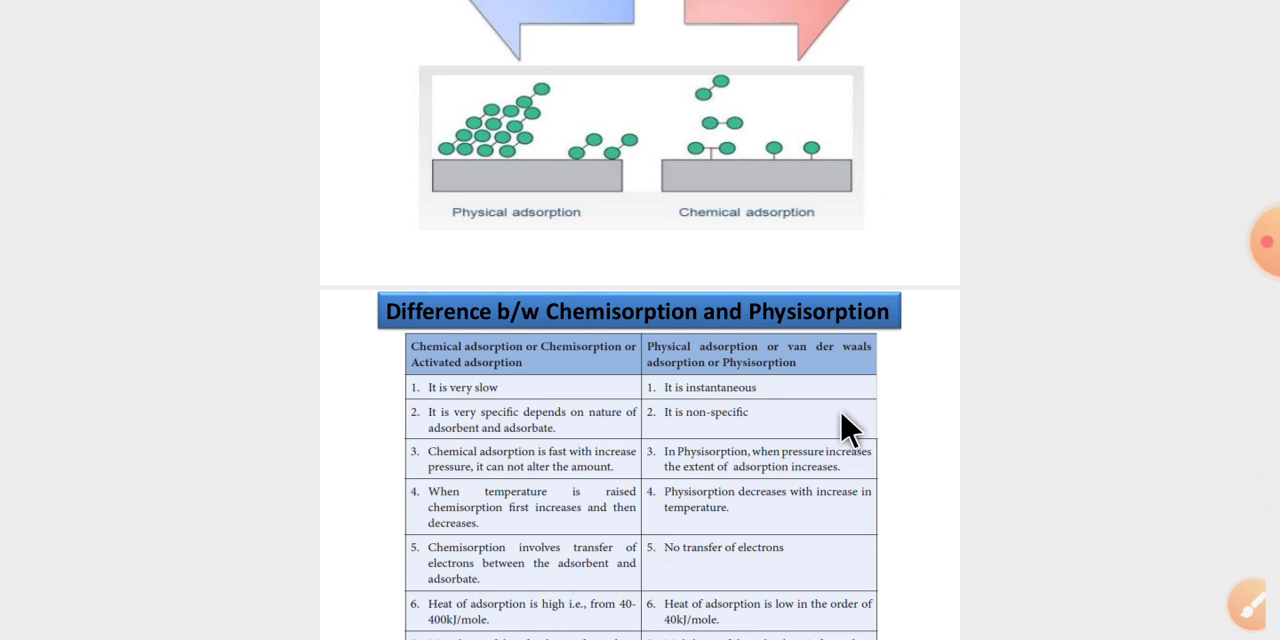 Physical adsorption
Chemical adsorption
Difference b/w Chemisorption and Physisorption
Chemical adsorption or Chemisorption or
Activated adsorption
Physical adsorption or van der waals
adsorption or Physisorption
1. It is very slow
1. It is instantaneous
2. It is very specific depends on nature of
adsorbent and adsorbate.
2. It is non-specific
3. Chemical adsorption is fast with increase
pressure, it can not alter the amount.
3. In Physisorption, when pressure increases
the extent of adsorption increases.
4. When temperature is raised
chemisorption first increases and then
decreases.
4. Physisorption decreases with increase in
temperature.
5. Chemisorption involves transfer of
electrons between the adsorbent and
adsorbate.
5. No transfer of electrons
6. Heat of adsorption is high i.e., from 40-
400kJ/mole.
6. Heat of adsorption is low in the order of
40kJ/mole.